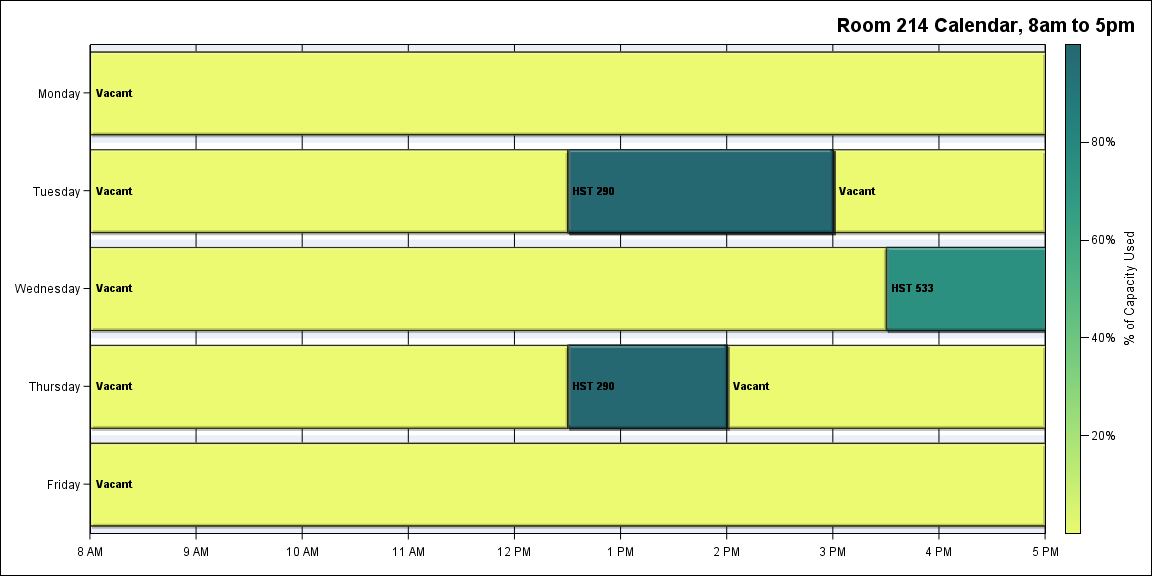 Room 214 Calendar, 8am to 5pm
Monday
Vacant
Tuesday
Vacant
HST 290
Vacant
Wednesday
Vacant
HST 533
Thursday
Vacant
HST 290
Vacant
Friday
Vacant
8 AM
9 AM
10 AM
11 AM
12 PM
1 PM
2 PM
3 PM
4 PM
5 PM
80%
60%
40%
20%
% of Capacity Used